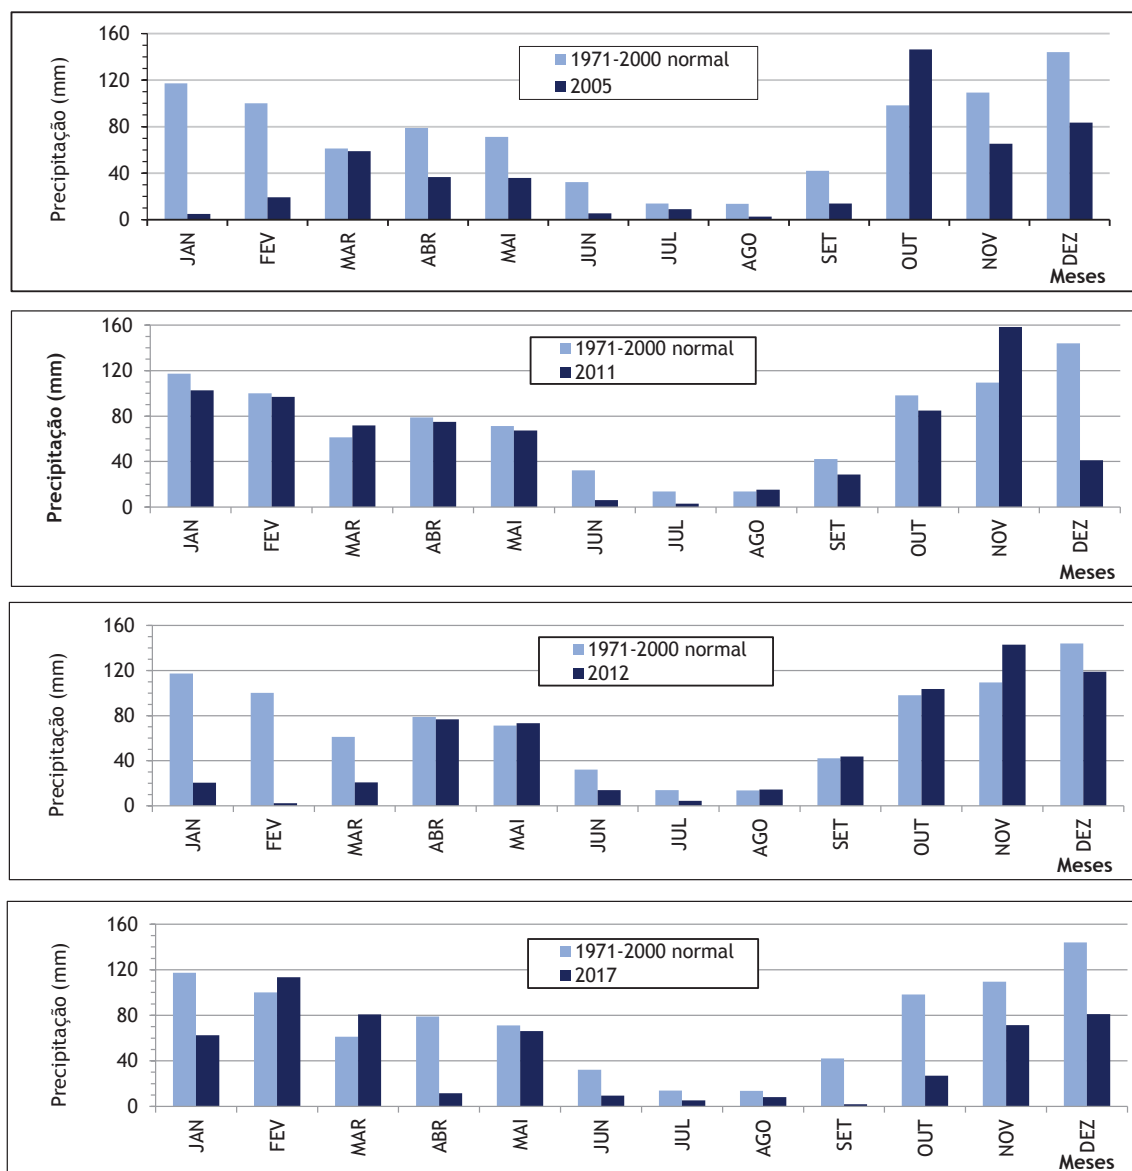 Precipitação (mm)
160
120
80
40
0
1971-2000 normal
2005
JAN
FEV
MAR
ABR
MAI
JUN
JUL
AGO
SET
OUT
NOV
DEZ
Meses
Precipitação (mm)
160
120
80
40
0
1971-2000 normal
2011
JAN
FEV
MAR
ABR
MAI
JUN
JUL
AGO
SET
OUT
NOV
DEZ
Meses
Precipitação (mm)
160
120
80
40
0
1971-2000 normal
2012
JAN
FEV
MAR
ABR
MAI
JUN
JUL
AGO
SET
OUT
NOV
DEZ
Meses
Precipitação (mm)
160
120
80
40
0
1971-2000 normal
2017
JAN
FEV
MAR
ABR
MAI
JUN
JUL
AGO
SET
OUT
NOV
DEZ
Meses